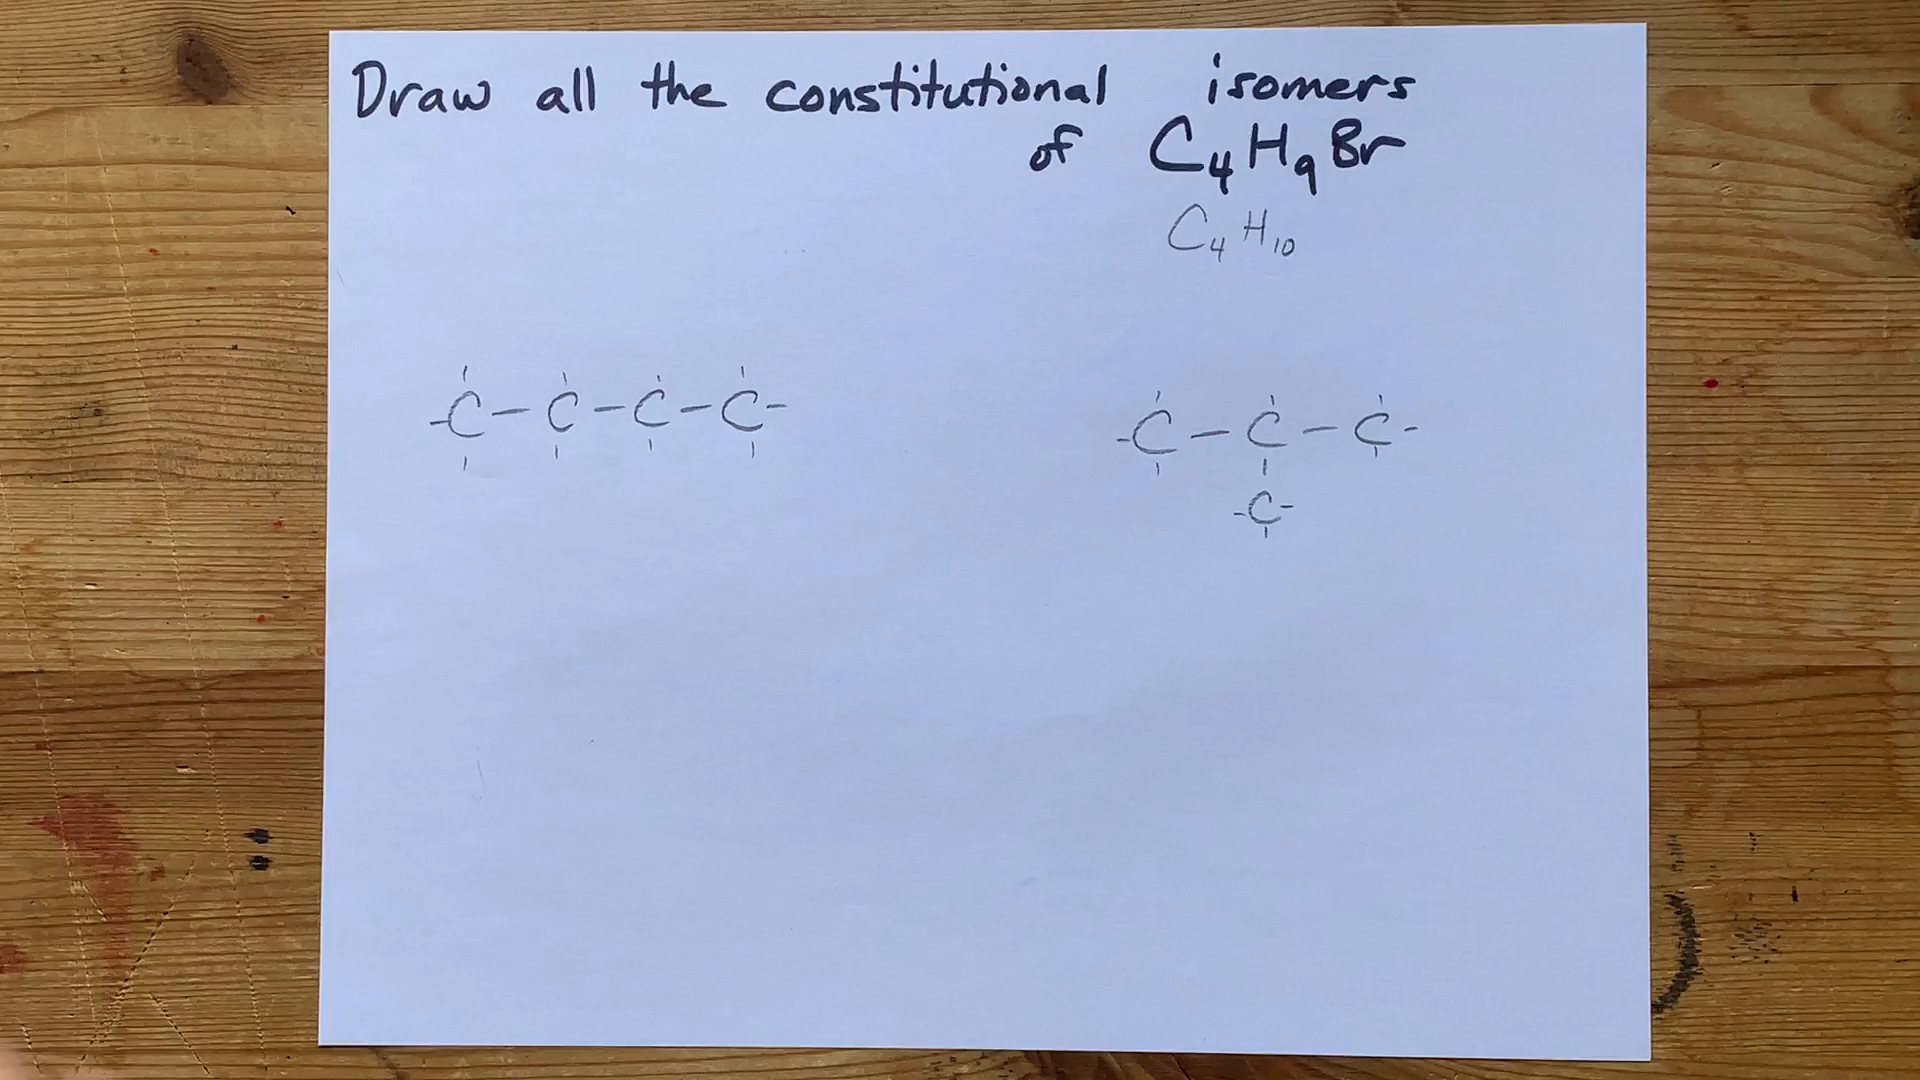 Draw all the constitutional isomers
of C₄H₉Br
C₄H₁₀
-C-C-C-C-
-C-C-C-
-C-